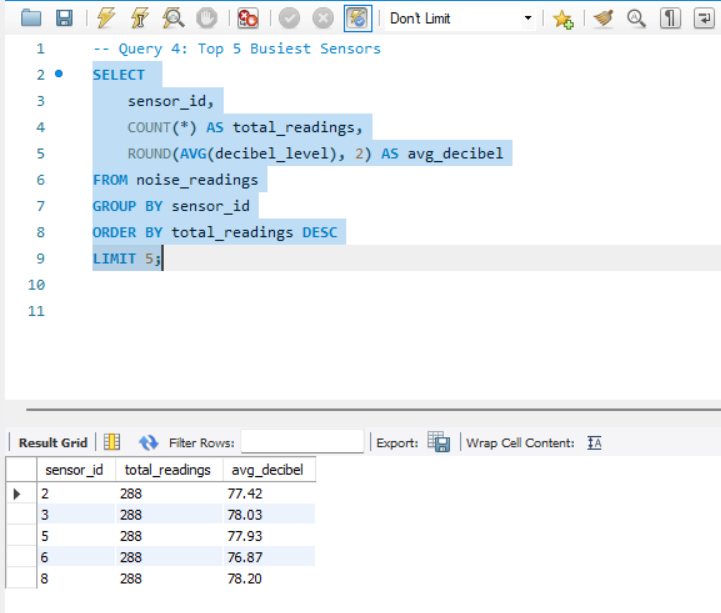 Don't Limit
1 -- Query 4: Top 5 Busiest Sensors
2 SELECT
3 sensor_id,
4 COUNT(*) AS total_readings,
5 ROUND(AVG(decibel_level), 2) AS avg_decibel
6 FROM noise_readings
7 GROUP BY sensor_id
8 ORDER BY total_readings DESC
9 LIMIT 5;
10
11
Result Grid Filter Rows: Export: Wrap Cell Content: IA
sensor_id total_readings avg_decibel
2 288 77.42
3 288 78.03
5 288 77.93
6 288 76.87
8 288 78.20